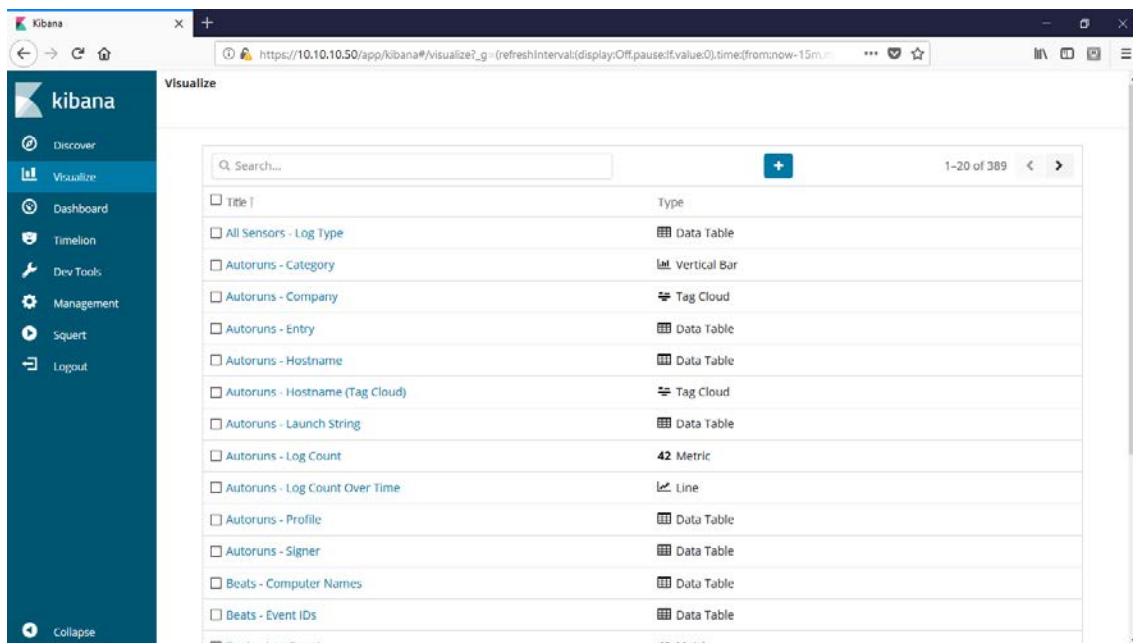 Kibana
https://10.10.10.50/app/kibana#/visualize?_g=(refreshInterval:(display:Off,pause:!f,value:0),time:(from:now-15m,m
kibana
Discover
Visualize
Dashboard
Timelion
Dev Tools
Management
Squert
Logout
Collapse
Visualize
Search...
1–20 of 389
Title Type
All Sensors - Log Type Data Table
Autoruns - Category Vertical Bar
Autoruns - Company Tag Cloud
Autoruns - Entry Data Table
Autoruns - Hostname Data Table
Autoruns - Hostname (Tag Cloud) Tag Cloud
Autoruns - Launch String Data Table
Autoruns - Log Count 42 Metric
Autoruns - Log Count Over Time Line
Autoruns - Profile Data Table
Autoruns - Signer Data Table
Beats - Computer Names Data Table
Beats - Event IDs Data Table